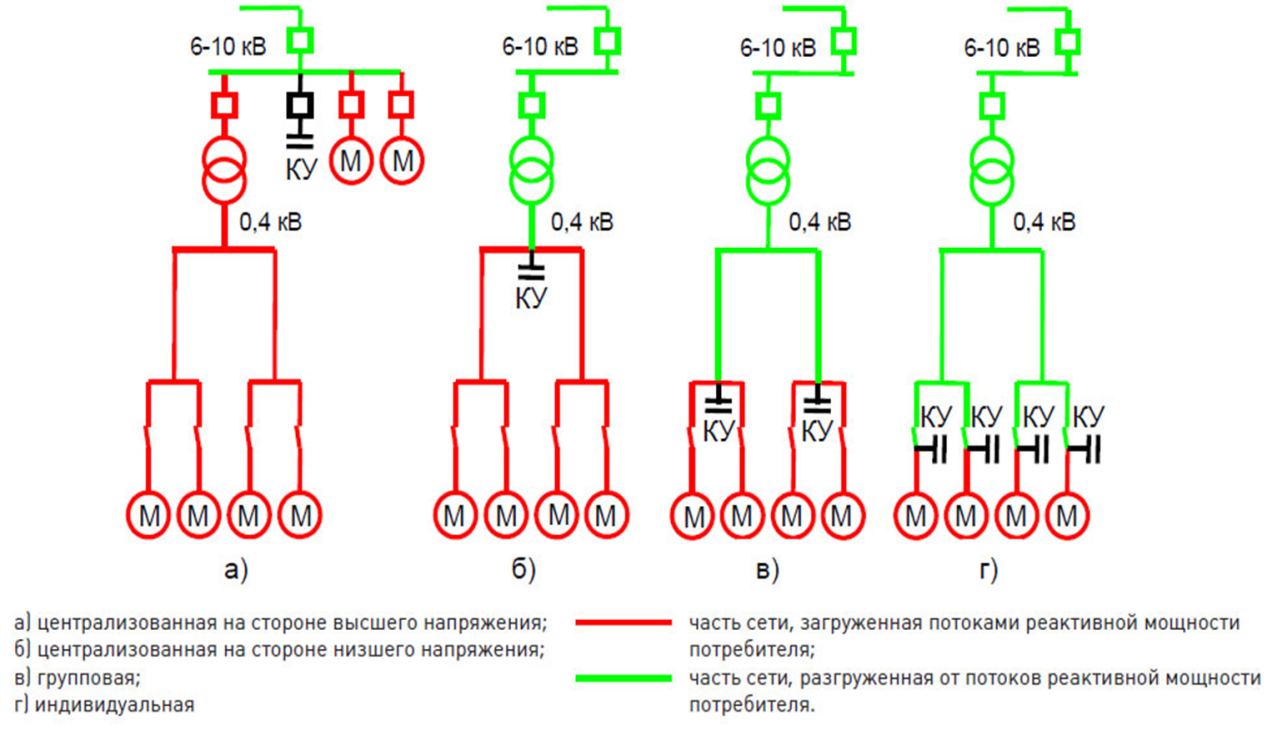 6-10 кВ 6-10 кВ 6-10 кВ 6-10 кВ
КУ М М
0,4 кВ 0,4 кВ 0,4 кВ 0,4 кВ
КУ
КУ КУ КУ КУ
КУ КУ
М М М М М М М М М М М М М М М М
а) б) в) г)
а) централизованная на стороне высшего напряжения;
б) централизованная на стороне низшего напряжения;
в) групповая;
г) индивидуальная
часть сети, загруженная потоками реактивной мощности
потребителя;
часть сети, разгруженная от потоков реактивной мощности
потребителя.